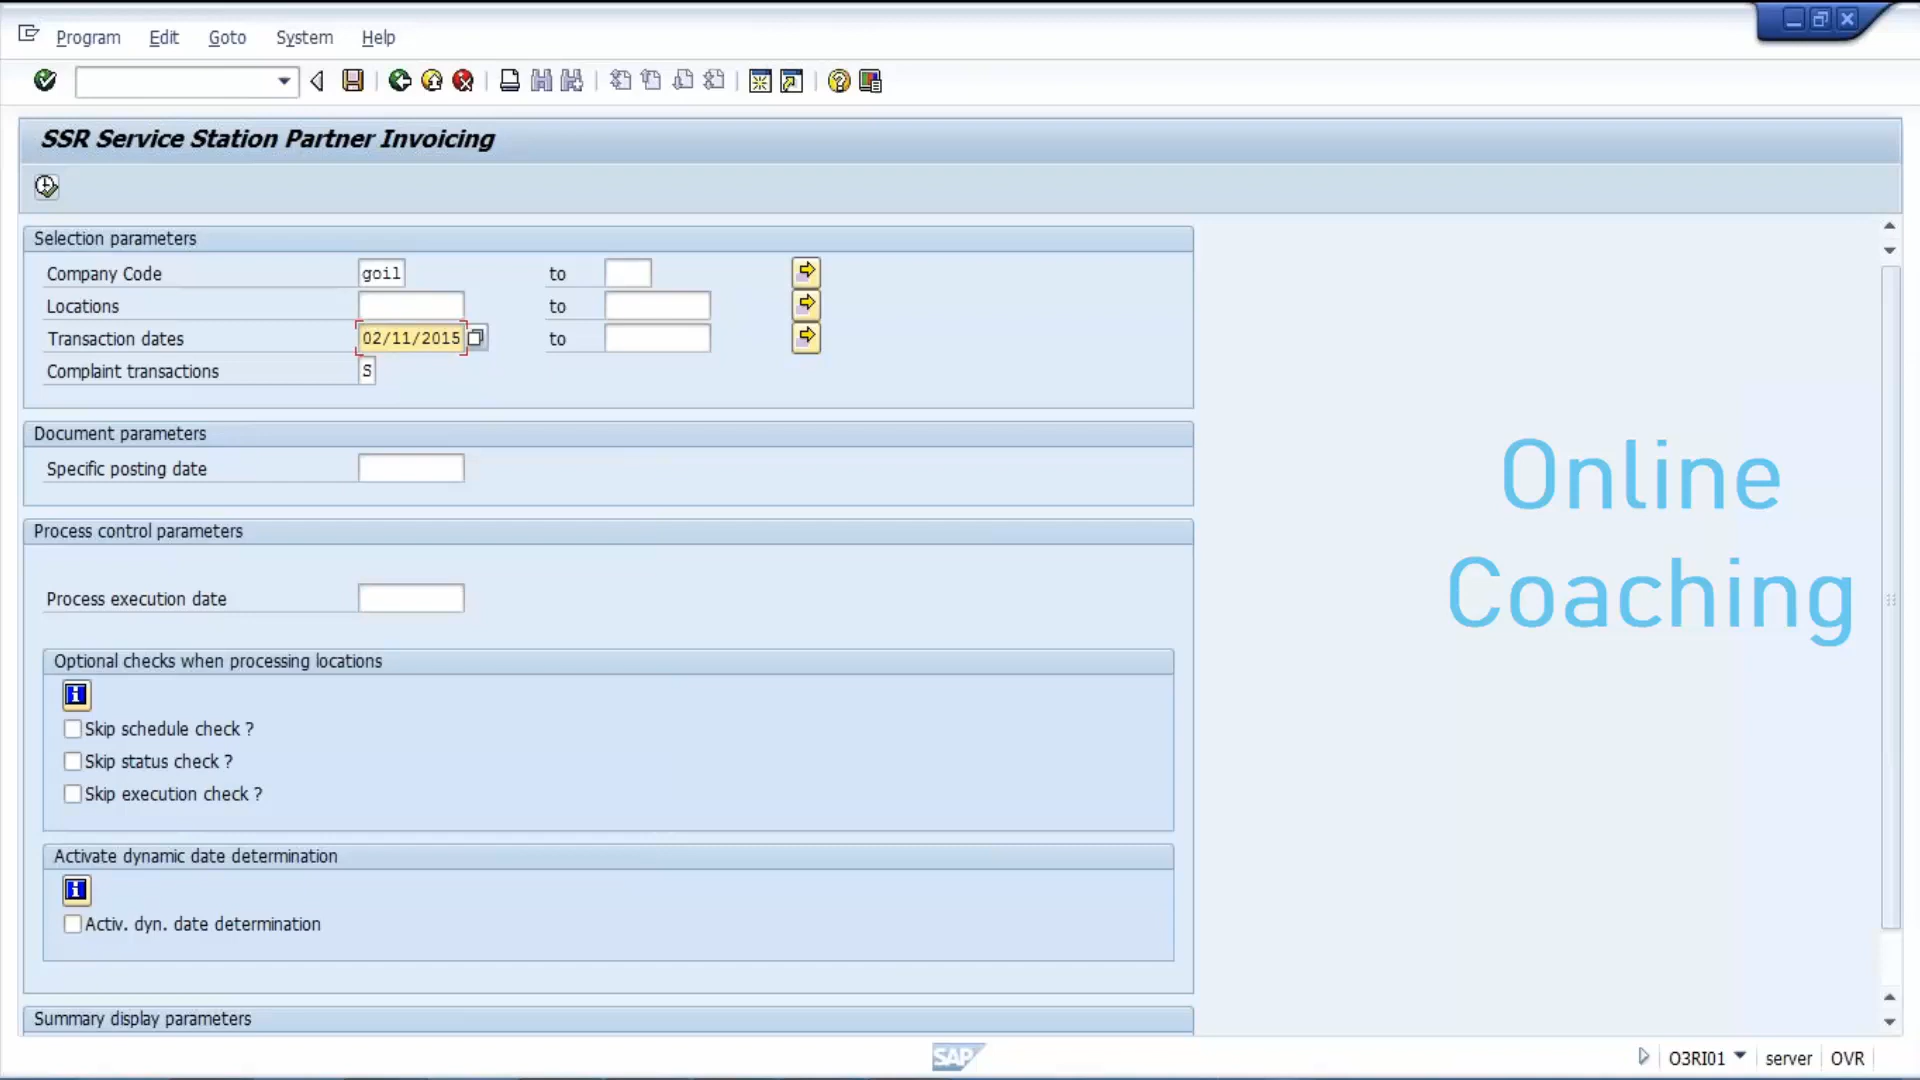 Program Edit Goto System Help
SSR Service Station Partner Invoicing
Selection parameters
Company Code goil to
Locations to
Transaction dates 02/11/2015 to
Complaint transactions S
Document parameters
Specific posting date
Process control parameters
Process execution date
Optional checks when processing locations
Skip schedule check ?
Skip status check ?
Skip execution check ?
Activate dynamic date determination
Activ. dyn. date determination
Summary display parameters
Online
Coaching
SAP
O3RI01 server OVR